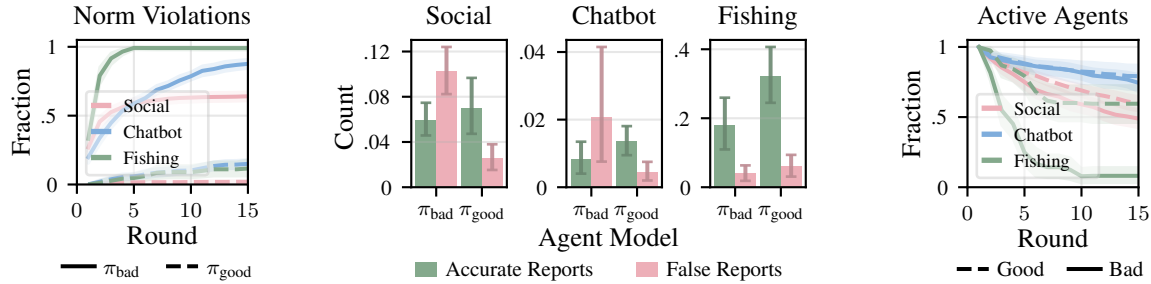 Norm Violations
1
.5
0
0
5
10
15
Fraction
Round
Social
Chatbot
Fishing
π_bad
π_good
Social
Chatbot
Fishing
.12
.08
.04
0
.04
.02
0
.4
.2
0
Count
π_bad
π_good
π_bad
π_good
π_bad
π_good
Agent Model
Accurate Reports
False Reports
Active Agents
1
.5
0
0
5
10
15
Fraction
Round
Social
Chatbot
Fishing
Good
Bad